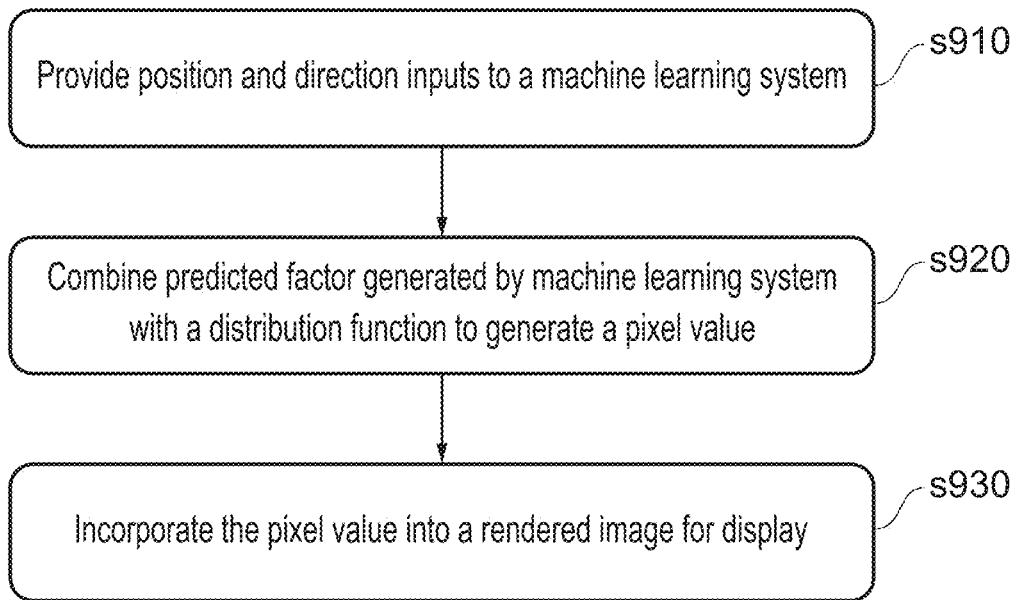 Provide position and direction inputs to a machine learning system
s910
Combine predicted factor generated by machine learning system
with a distribution function to generate a pixel value
s920
Incorporate the pixel value into a rendered image for display
s930